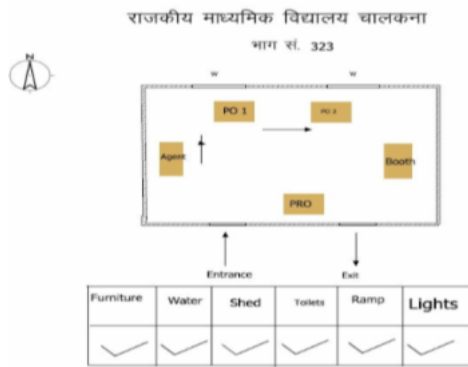 राजकीय माध्यमिक विद्यालय चालकना
भाग सं. 323
N
W W
PO 1 PO 2
Agent Booth
PRO
Entrance Exit
Furniture Water Shed Toilets Ramp Lights